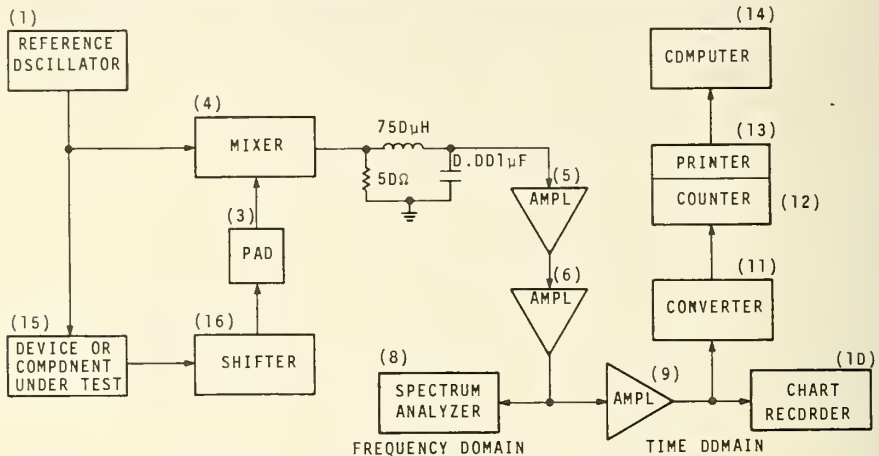 (1)
REFERENCE
DSCILLATOR
(14)
CDMPUTER
(4)
MIXER
75DµH
D.DD1µF
5DΩ
(13)
PRINTER
COUNTER
(12)
(5)
AMPL
(3)
PAD
(6)
AMPL
(11)
CONVERTER
(15)
DEVICE OR
COMPDNENT
UNDER TEST
(16)
SHIFTER
(8)
SPECTRUM
ANALYZER
(9)
AMPL
(1D)
CHART
RECDRDER
FREQUENCY DOMAIN
TIME DDMAIN